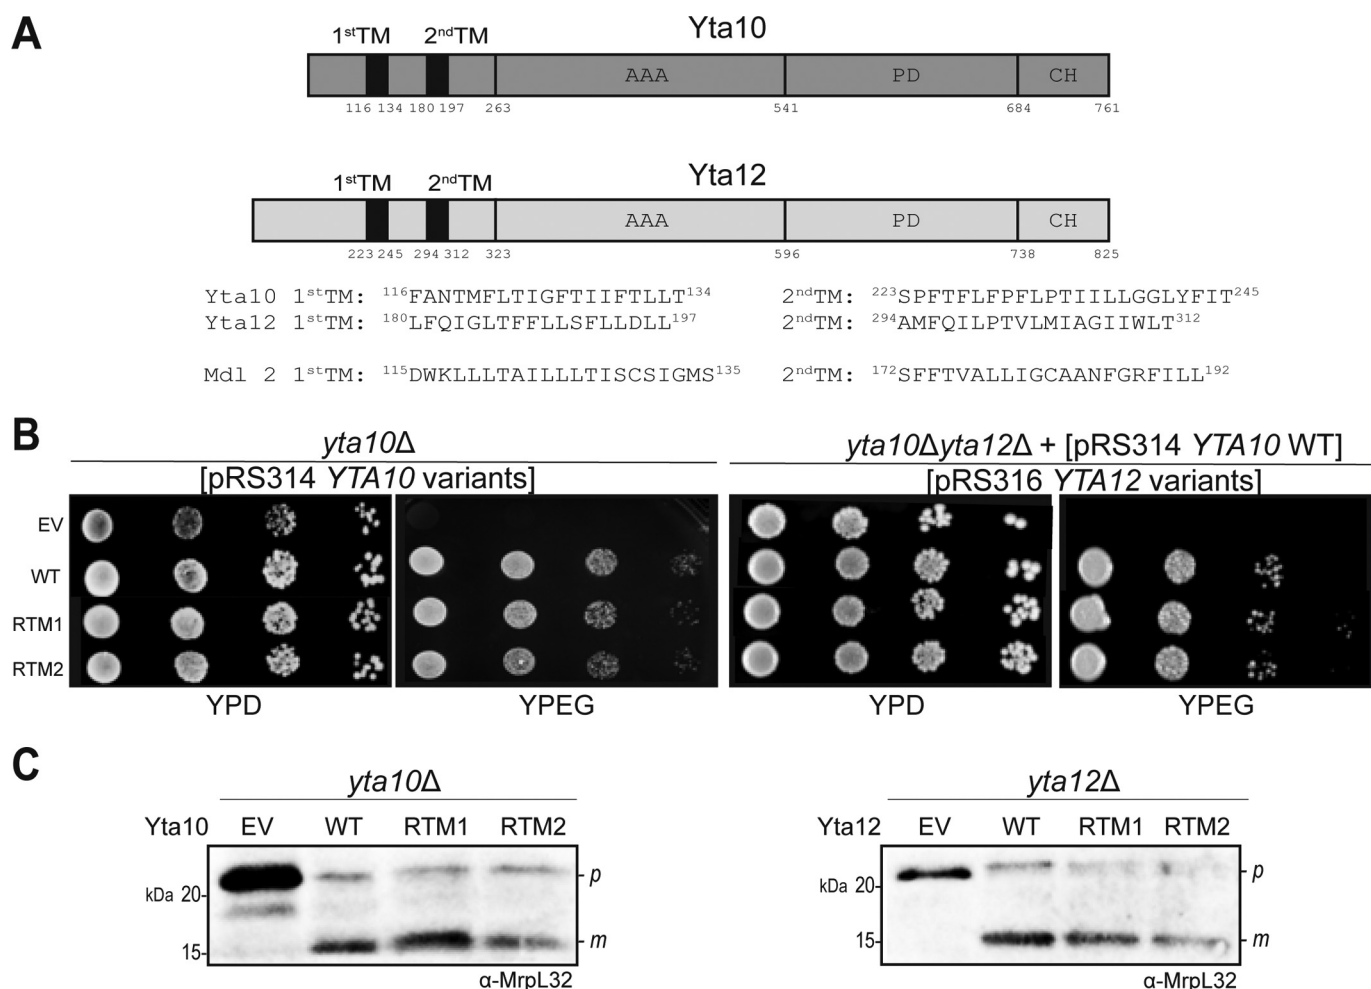 A
Yta10
1stTM 2ndTM
AAA PD CH
116 134 180 197 263 541 684 761
Yta12
1stTM 2ndTM
AAA PD CH
223 245 294 312 323 596 738 825
Yta10 1stTM: 116FANTMFLTIGFTIIFTLLT134 2ndTM: 223SPFTFLFPFLPTIILLGGLYFIT245
Yta12 1stTM: 180LFQIGLTFFLLSFLLDLL197 2ndTM: 294AMFQILPTVLMIAGIIWLT312
Mdl 2 1stTM: 115DWKLLLTAILLLTISCSIGMS135 2ndTM: 172SFFTVALLIGCAANFGRFILL192
B
yta10Δ yta10Δyta12Δ + [pRS314 YTA10 WT]
[pRS314 YTA10 variants] [pRS316 YTA12 variants]
EV
WT
RTM1
RTM2
YPD YPEG YPD YPEG
C
yta10Δ yta12Δ
Yta10 EV WT RTM1 RTM2 Yta12 EV WT RTM1 RTM2
kDa 20- - p kDa 20- - p
15- - m 15- - m
α-MrpL32 α-MrpL32